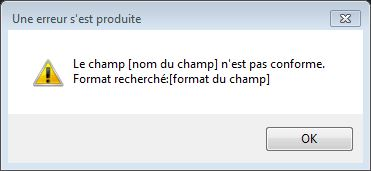 Une erreur s'est produite
Le champ [nom du champ] n'est pas conforme.
Format recherché:[format du champ]
OK